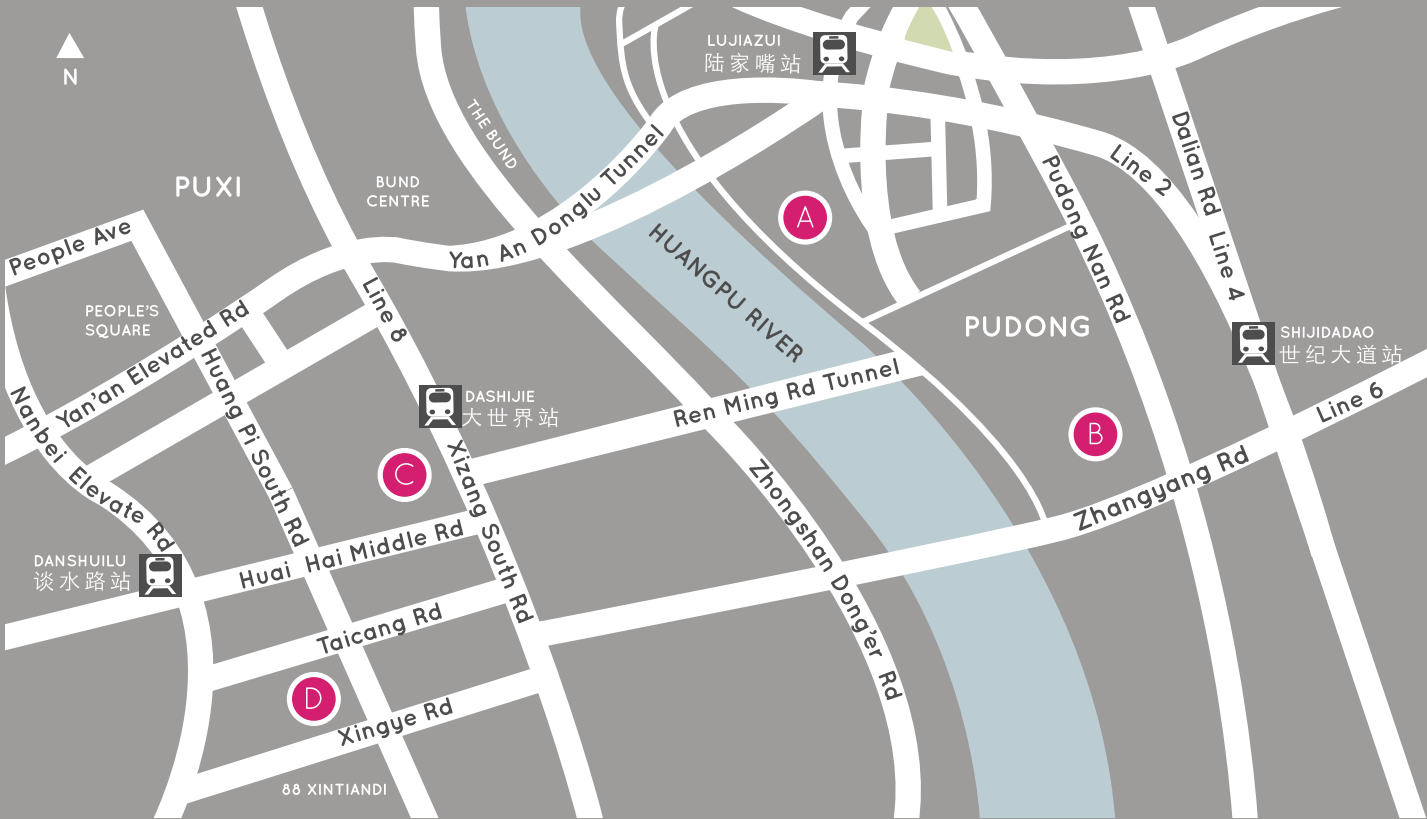 N
LUJIAZUI
陆家嘴站
THE BUND
PUXI
BUND
CENTRE
Yan An Donglu Tunnel
Dalian Rd
Line 4
Line 2
Pudong Nan Rd
People Ave
A
HUANGPU RIVER
PEOPLE'S
SQUARE
Yan'an Elevated Rd
Line 8
PUDONG
SHIJIDADAO
世纪大道站
Huang Pi South Rd
Nanbei Elevate Rd
DASHIJIE
大世界站
Ren Ming Rd Tunnel
Line 6
B
C
Xizang South Rd
Zhangyang Rd
Zhongshan Dong'er Rd
DANSHUILU
谈水路站
Huai Hai Middle Rd
Taicang Rd
D
Xingye Rd
88 XINTIANDI